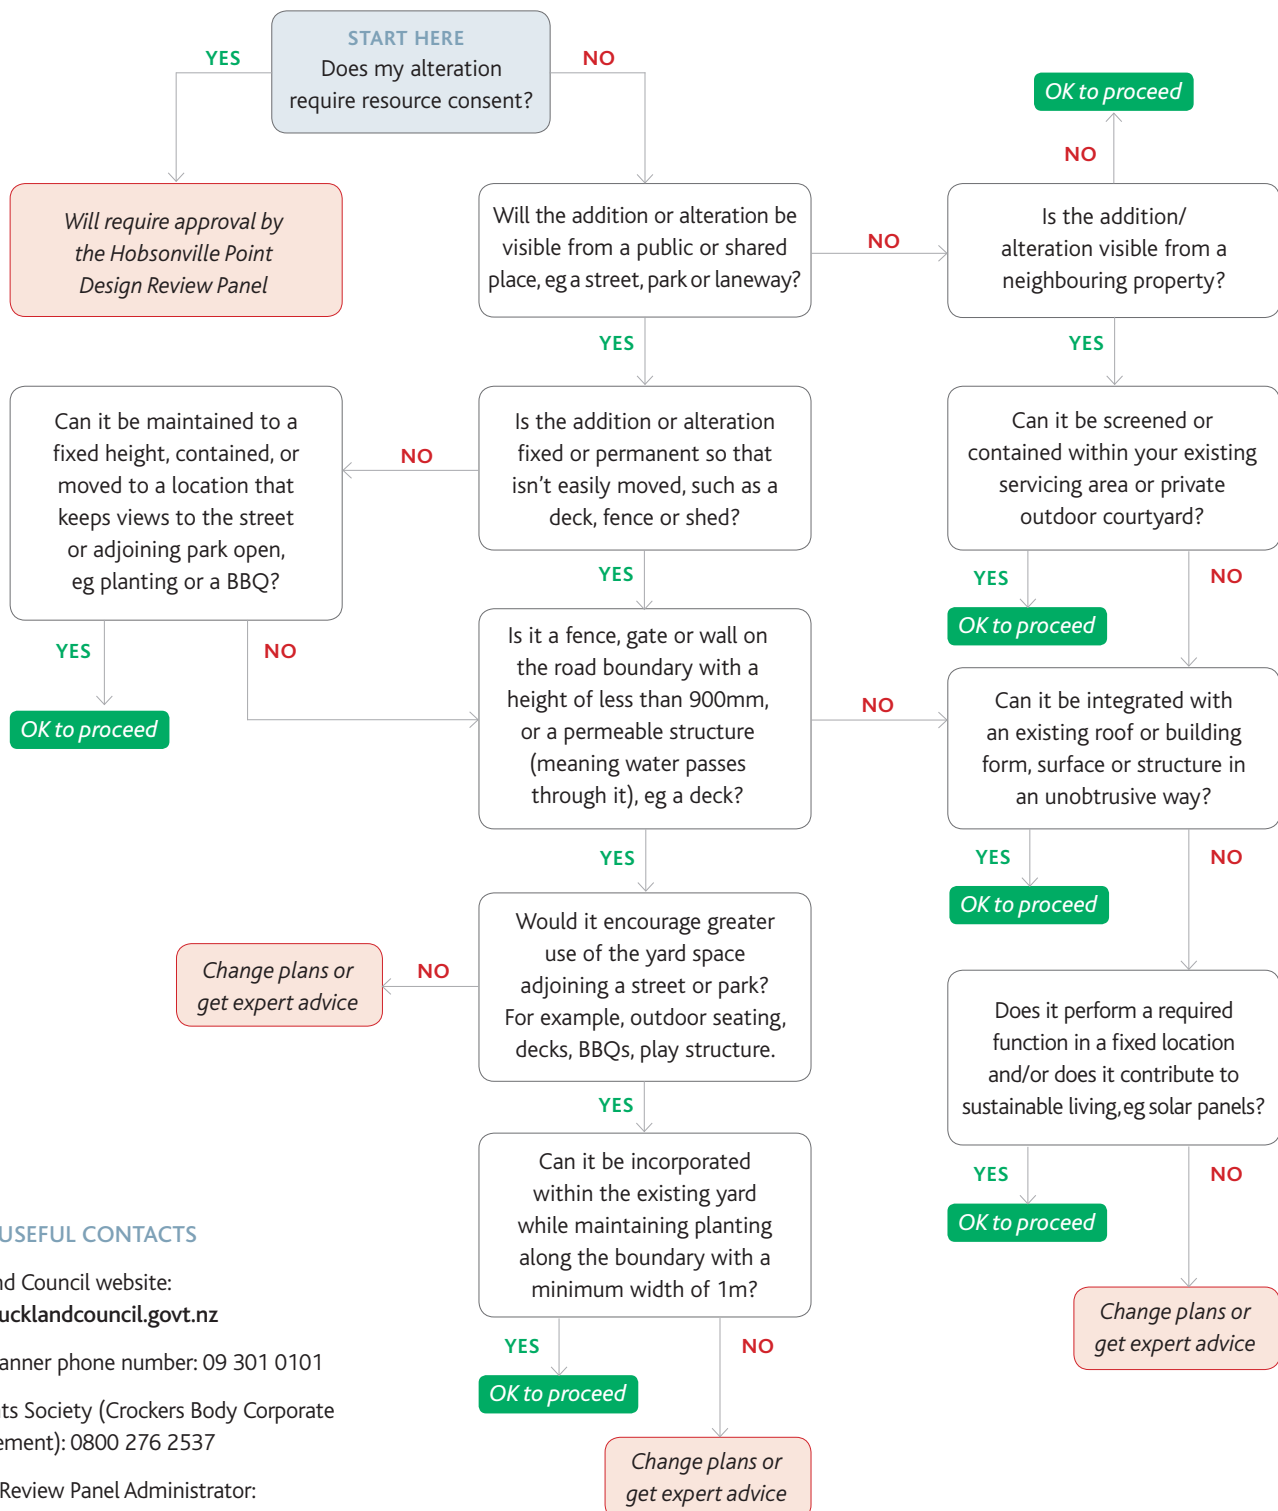 START HERE
Does my alteration
require resource consent?
YES
NO
Will require approval by
the Hobsonville Point
Design Review Panel
Will the addition or alteration be
visible from a public or shared
place, eg a street, park or laneway?
NO
Is the addition/
alteration visible from a
neighbouring property?
NO
OK to proceed
YES
YES
Can it be maintained to a
fixed height, contained, or
moved to a location that
keeps views to the street
or adjoining park open,
eg planting or a BBQ?
NO
Is the addition or alteration
fixed or permanent so that
isn't easily moved, such as a
deck, fence or shed?
Can it be screened or
contained within your existing
servicing area or private
outdoor courtyard?
YES
NO
OK to proceed
YES
YES
NO
OK to proceed
Is it a fence, gate or wall on
the road boundary with a
height of less than 900mm,
or a permeable structure
(meaning water passes
through it), eg a deck?
NO
Can it be integrated with
an existing roof or building
form, surface or structure in
an unobtrusive way?
YES
YES
NO
OK to proceed
Would it encourage greater
use of the yard space
adjoining a street or park?
For example, outdoor seating,
decks, BBQs, play structure.
NO
Change plans or
get expert advice
Does it perform a required
function in a fixed location
and/or does it contribute to
sustainable living, eg solar panels?
YES
YES
NO
OK to proceed
Change plans or
get expert advice
Can it be incorporated
within the existing yard
while maintaining planting
along the boundary with a
minimum width of 1m?
YES
NO
OK to proceed
Change plans or
get expert advice
USEFUL CONTACTS
nd Council website:
ucklandcouncil.govt.nz
anner phone number: 09 301 0101
ts Society (Crockers Body Corporate
ement): 0800 276 2537
Review Panel Administrator: